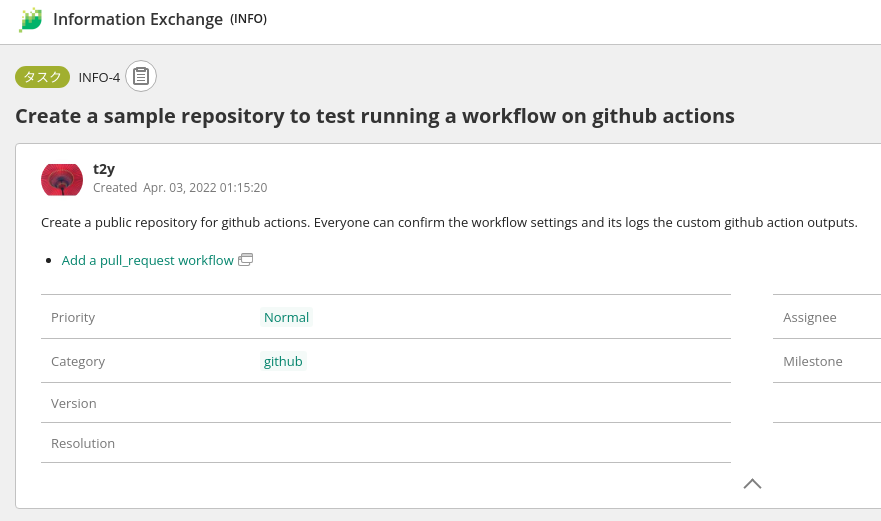 Information Exchange (INFO)
タスク INFO-4
Create a sample repository to test running a workflow on github actions
t2y
Created Apr. 03, 2022 01:15:20
Create a public repository for github actions. Everyone can confirm the workflow settings and its logs the custom github action outputs.
• Add a pull_request workflow
Priority Normal Assignee
Category github Milestone
Version
Resolution